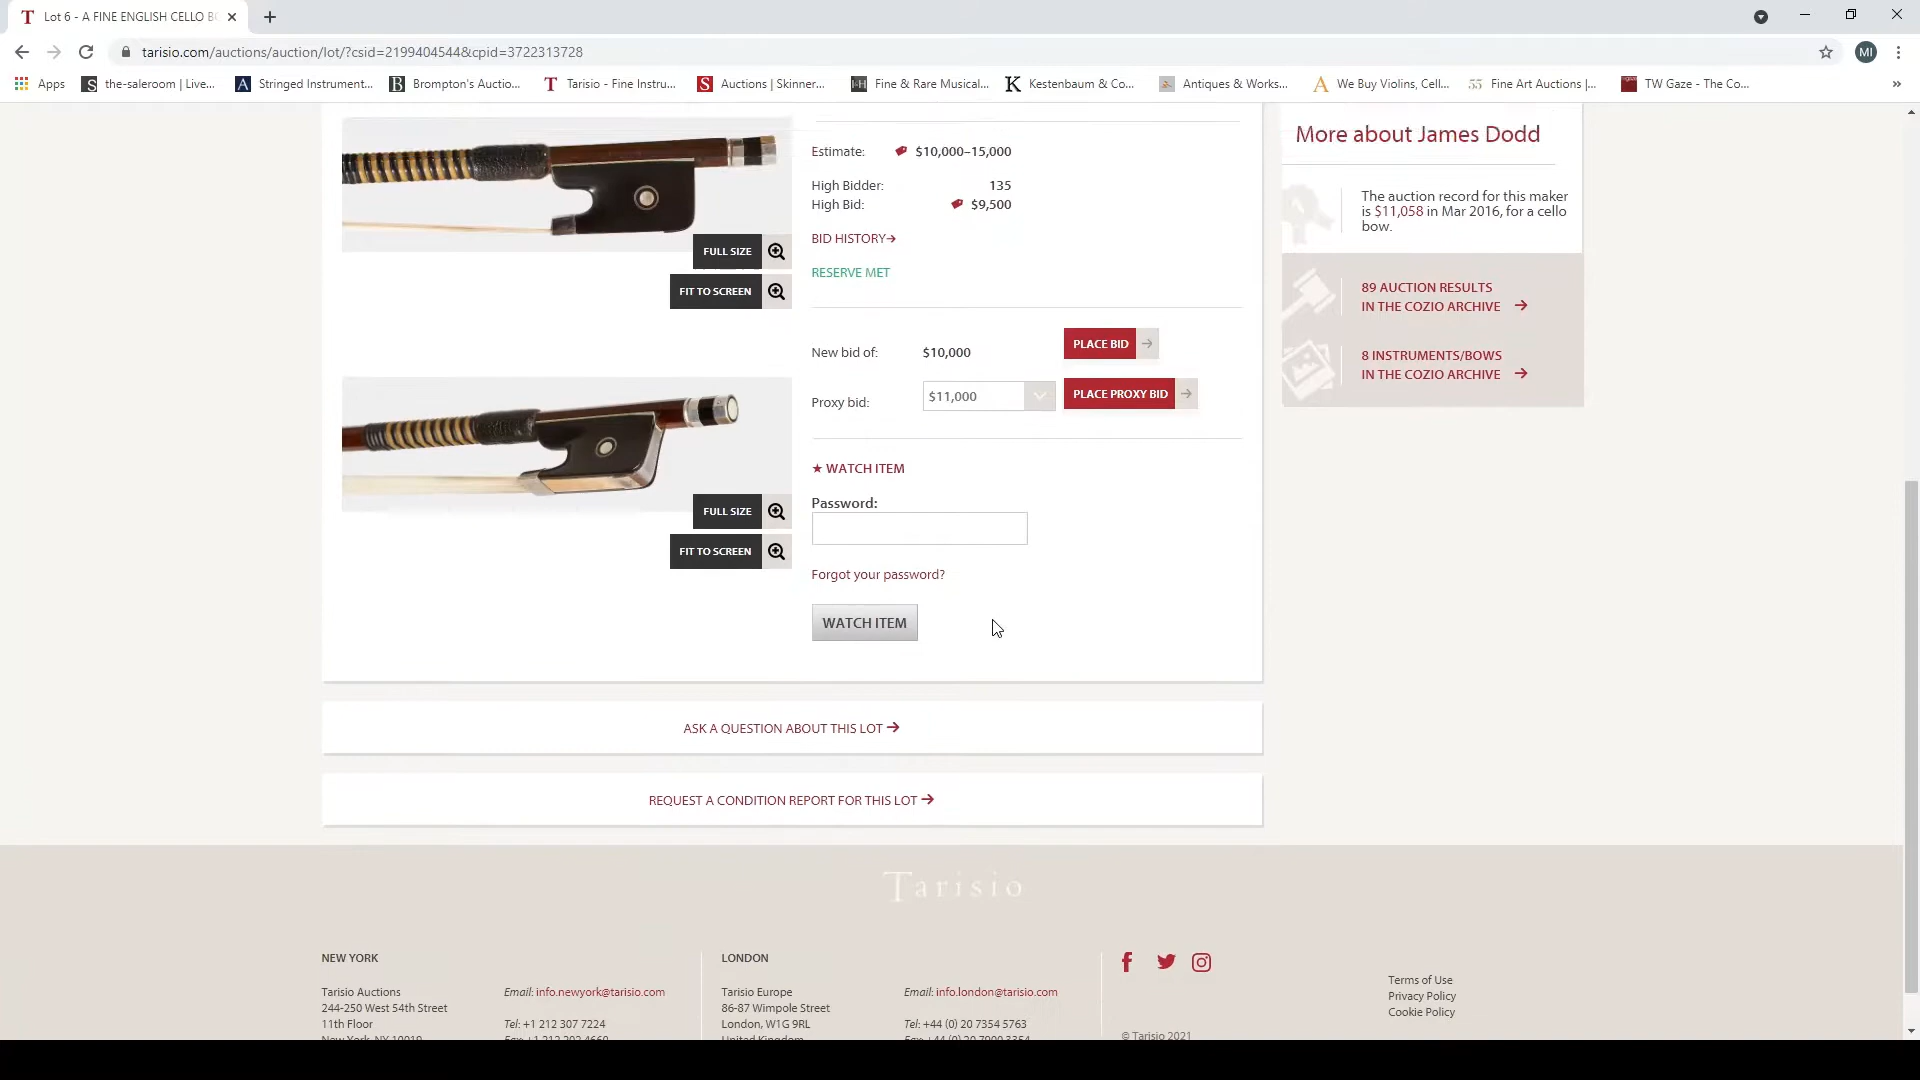 T Lot 6 - A FINE ENGLISH CELLO BO
tarisio.com/auctions/auction/lot/?csid=2199404544&cpid=3722313728
MI
Apps
S the-saleroom | Live...
A Stringed Instrument...
B Brompton's Auctio...
T Tarisio - Fine Instru...
S Auctions | Skinner...
I-H Fine & Rare Musical...
K Kestenbaum & Co...
Antiques & Works...
A We Buy Violins, Cell...
55 Fine Art Auctions |...
TW Gaze - The Co...
»
FULL SIZE
FIT TO SCREEN
FULL SIZE
FIT TO SCREEN
Estimate: $10,000–15,000
High Bidder: 135
High Bid: $9,500
BID HISTORY→
RESERVE MET
New bid of: $10,000 PLACE BID →
Proxy bid: $11,000 PLACE PROXY BID →
★ WATCH ITEM
Password:
Forgot your password?
WATCH ITEM
More about James Dodd
The auction record for this maker
is $11,058 in Mar 2016, for a cello
bow.
89 AUCTION RESULTS
IN THE COZIO ARCHIVE →
8 INSTRUMENTS/BOWS
IN THE COZIO ARCHIVE →
ASK A QUESTION ABOUT THIS LOT →
REQUEST A CONDITION REPORT FOR THIS LOT →
Tarisio
NEW YORK
Tarisio Auctions
244-250 West 54th Street
11th Floor
New York, NY 10019
Email: info.newyork@tarisio.com
Tel: +1 212 307 7224
Fax: +1 212 202 4660
LONDON
Tarisio Europe
86-87 Wimpole Street
London, W1G 9RL
United Kingdom
Email: info.london@tarisio.com
Tel: +44 (0) 20 7354 5763
Fax: +44 (0) 20 7900 3354
© Tarisio 2021
Terms of Use
Privacy Policy
Cookie Policy